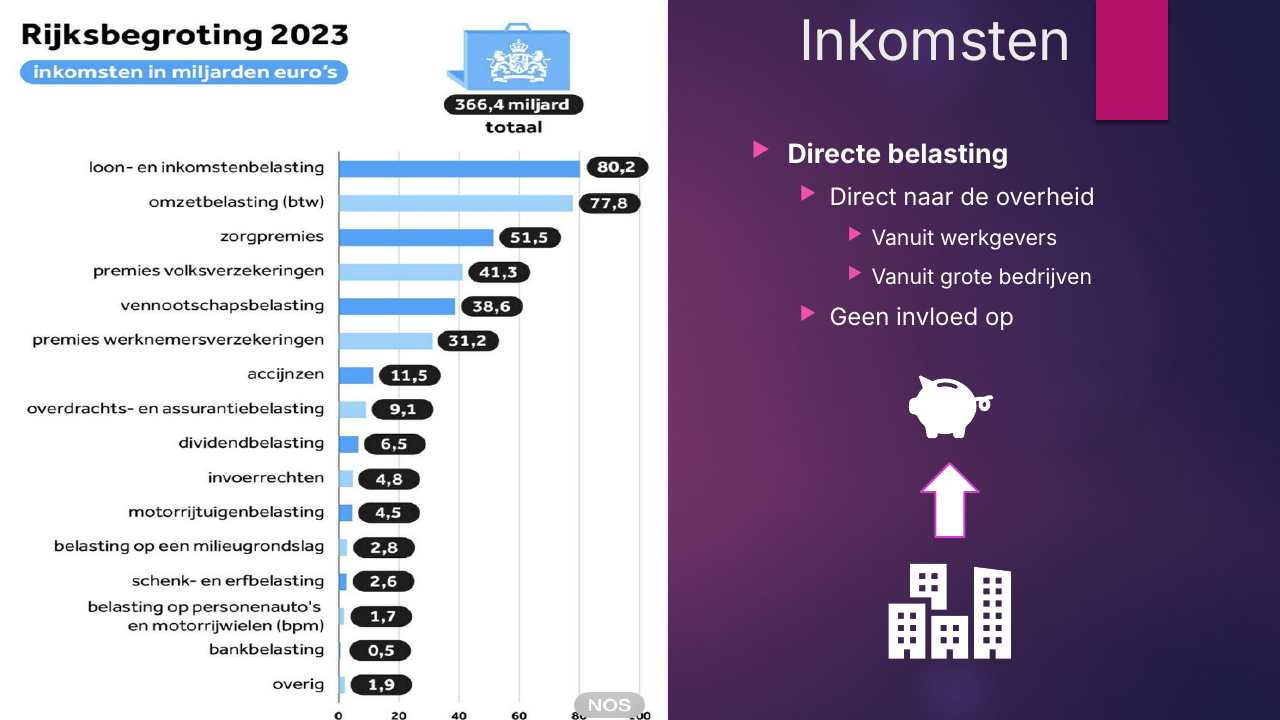 Rijksbegroting 2023
inkomsten in miljarden euro's
366,4 miljard
totaal
loon- en inkomstenbelasting 80,2
omzetbelasting (btw) 77,8
zorgpremies 51,5
premies volksverzekeringen 41,3
vennootschapsbelasting 38,6
premies werknemersverzekeringen 31,2
accijnzen 11,5
overdrachts- en assurantiebelasting 9,1
dividendbelasting 6,5
invoerrechten 4,8
motorrijtuigenbelasting 4,5
belasting op een milieugrondslag 2,8
schenk- en erfbelasting 2,6
belasting op personenauto's
en motorrijwielen (bpm) 1,7
bankbelasting 0,5
overig 1,9
NOS
0 20 40 60
Inkomsten
Directe belasting
Direct naar de overheid
Vanuit werkgevers
Vanuit grote bedrijven
Geen invloed op